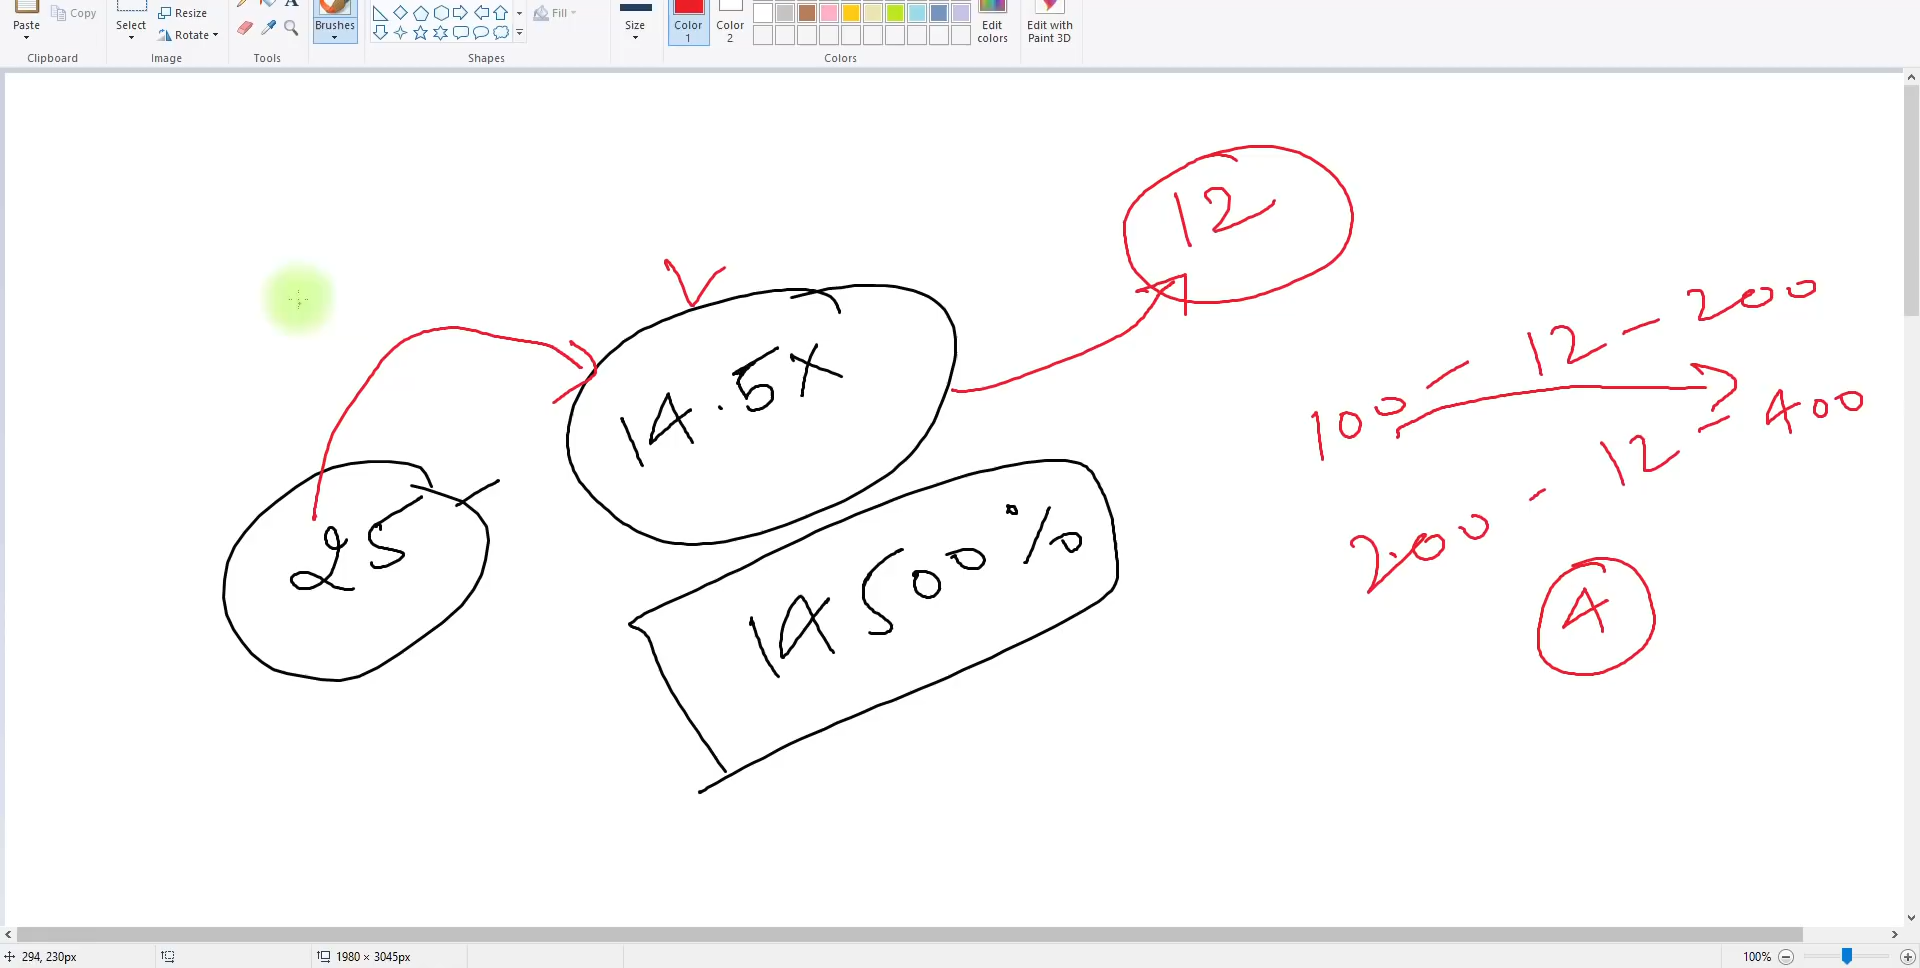 Paste
Copy
Select
Resize
Rotate
A
Brushes
Fill
Size
Color 1
Color 2
Edit colors
Edit with Paint 3D
Clipboard
Image
Tools
Shapes
Colors
12
14.5X
25
14500%
100 - 12 - 200
200 - 12 - 400
4
294, 230px
1980 × 3045px
100%